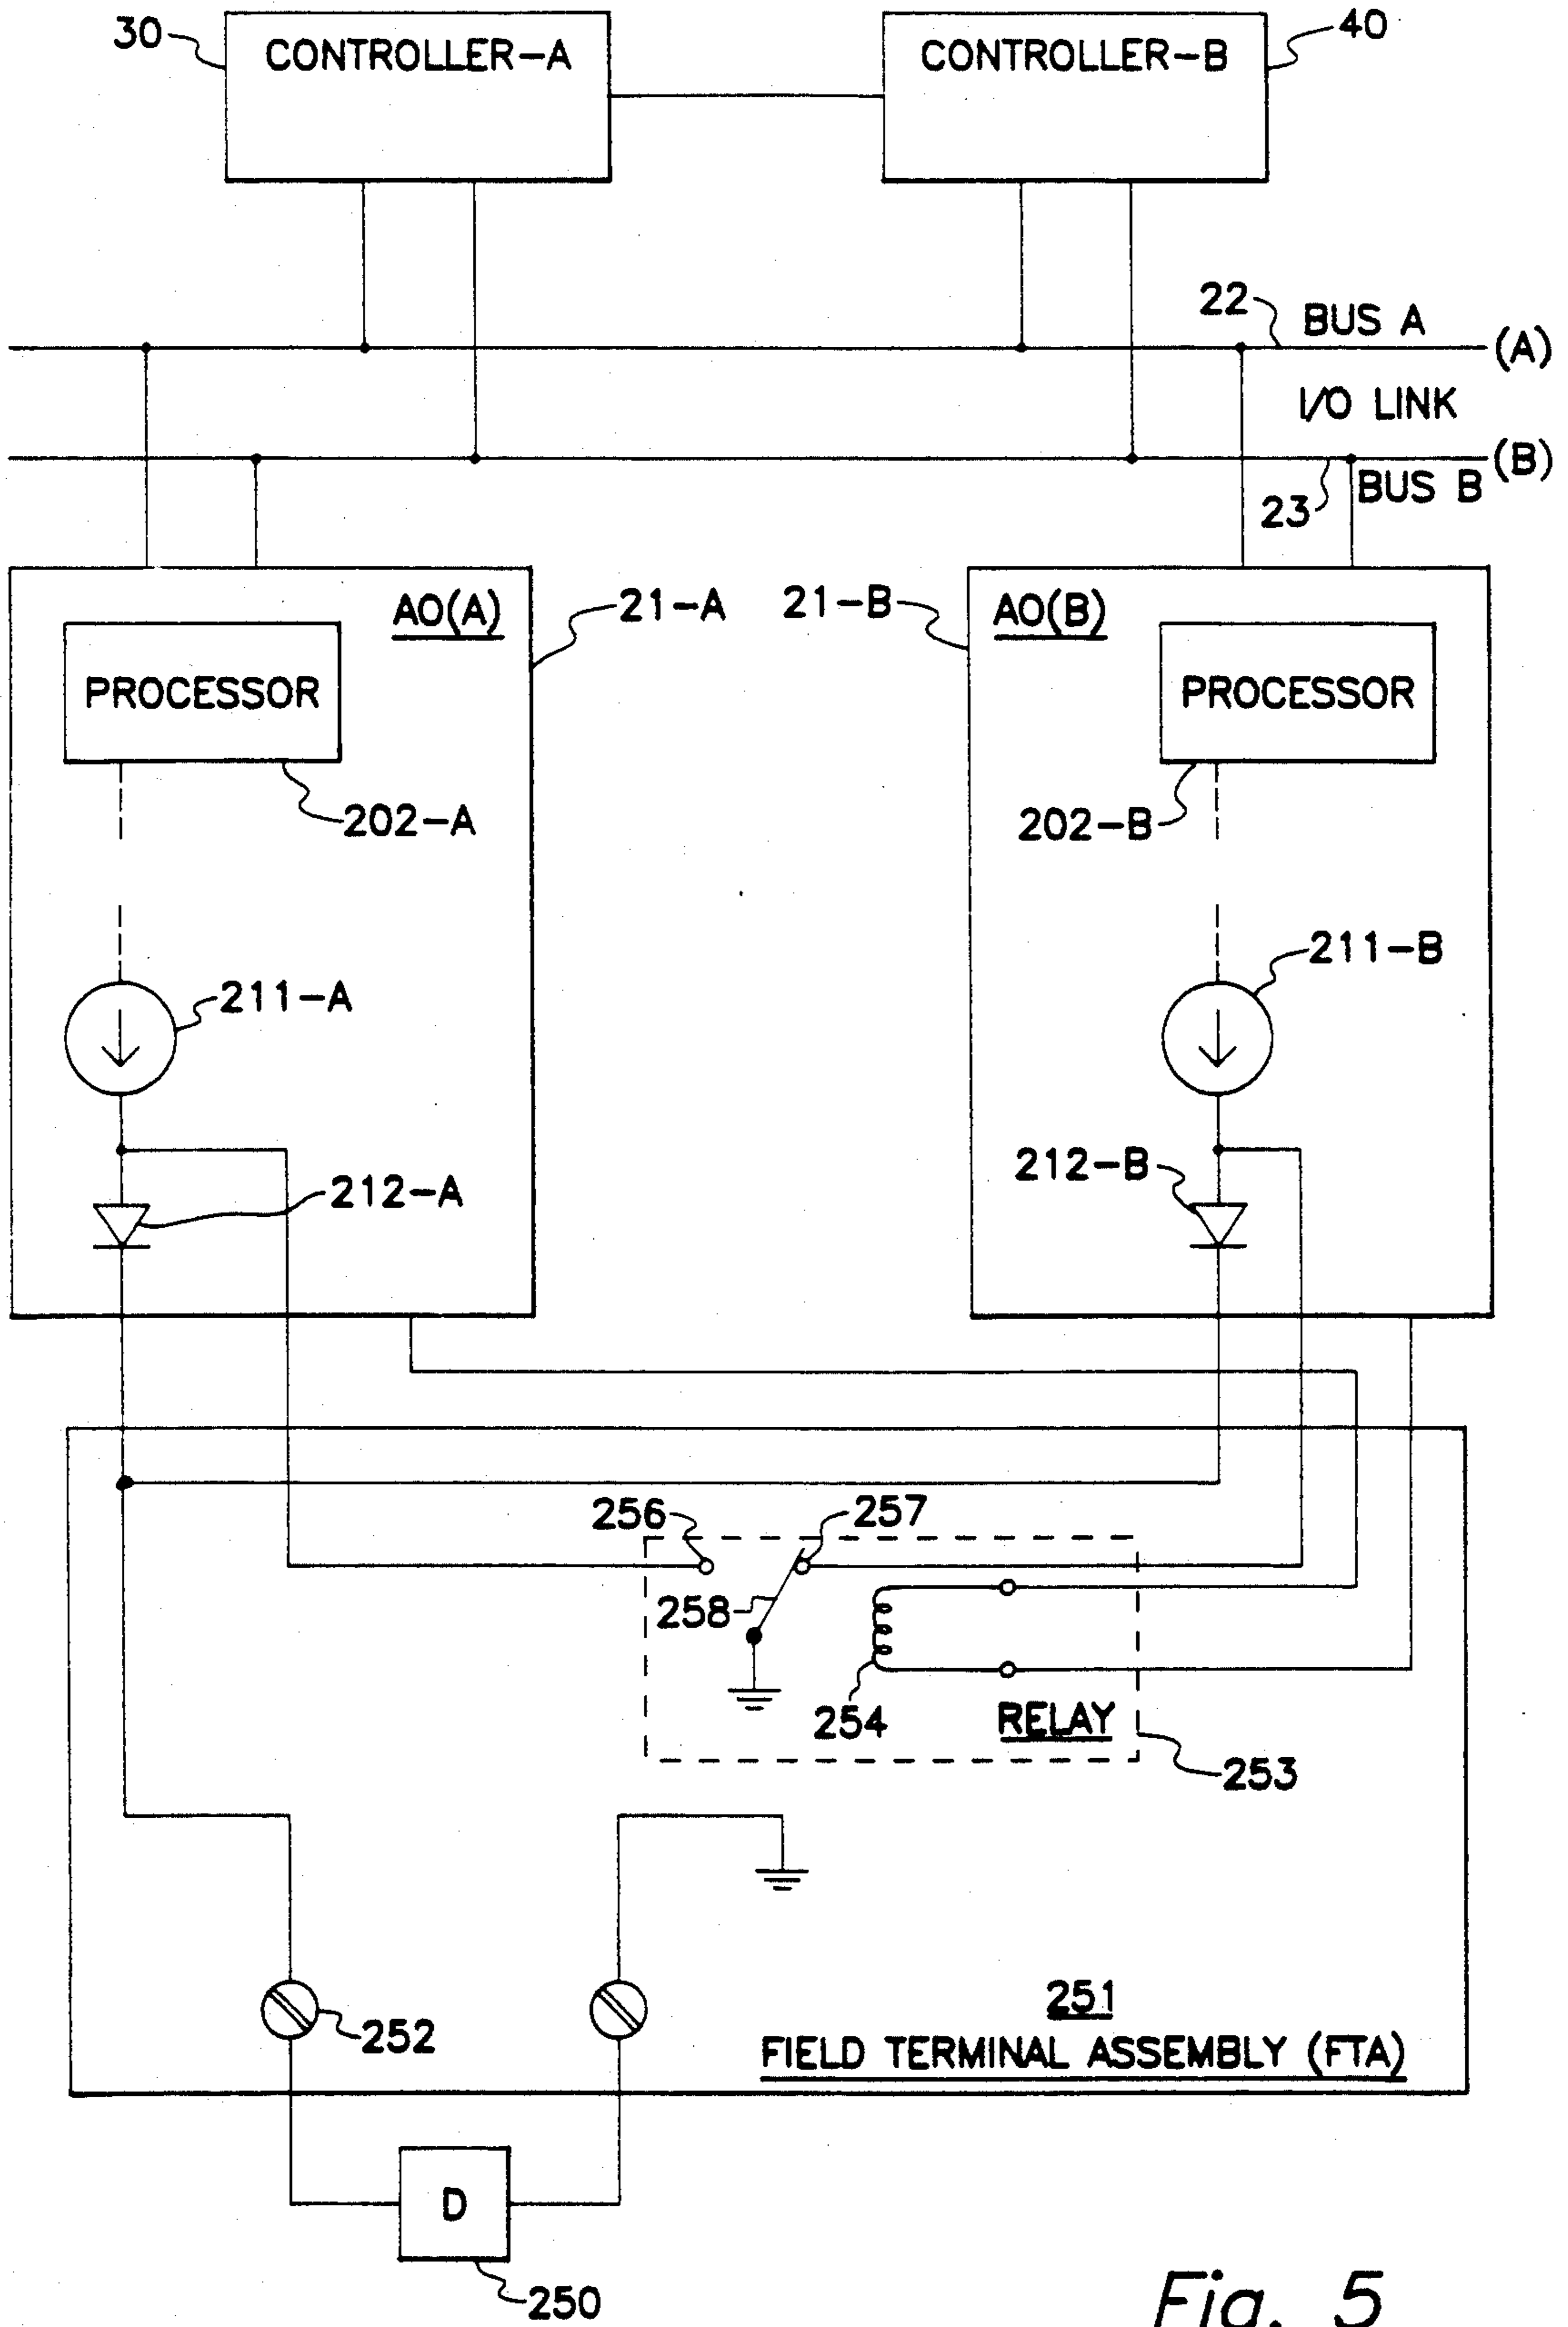 30
CONTROLLER-A
CONTROLLER-B
40
22
BUS A
(A)
I/O LINK
(B)
BUS B
23
AO(A)
21-A
21-B
AO(B)
PROCESSOR
PROCESSOR
202-A
202-B
211-A
211-B
212-A
212-B
256
257
258
254
RELAY
253
252
251
FIELD TERMINAL ASSEMBLY (FTA)
D
250
Fig. 5